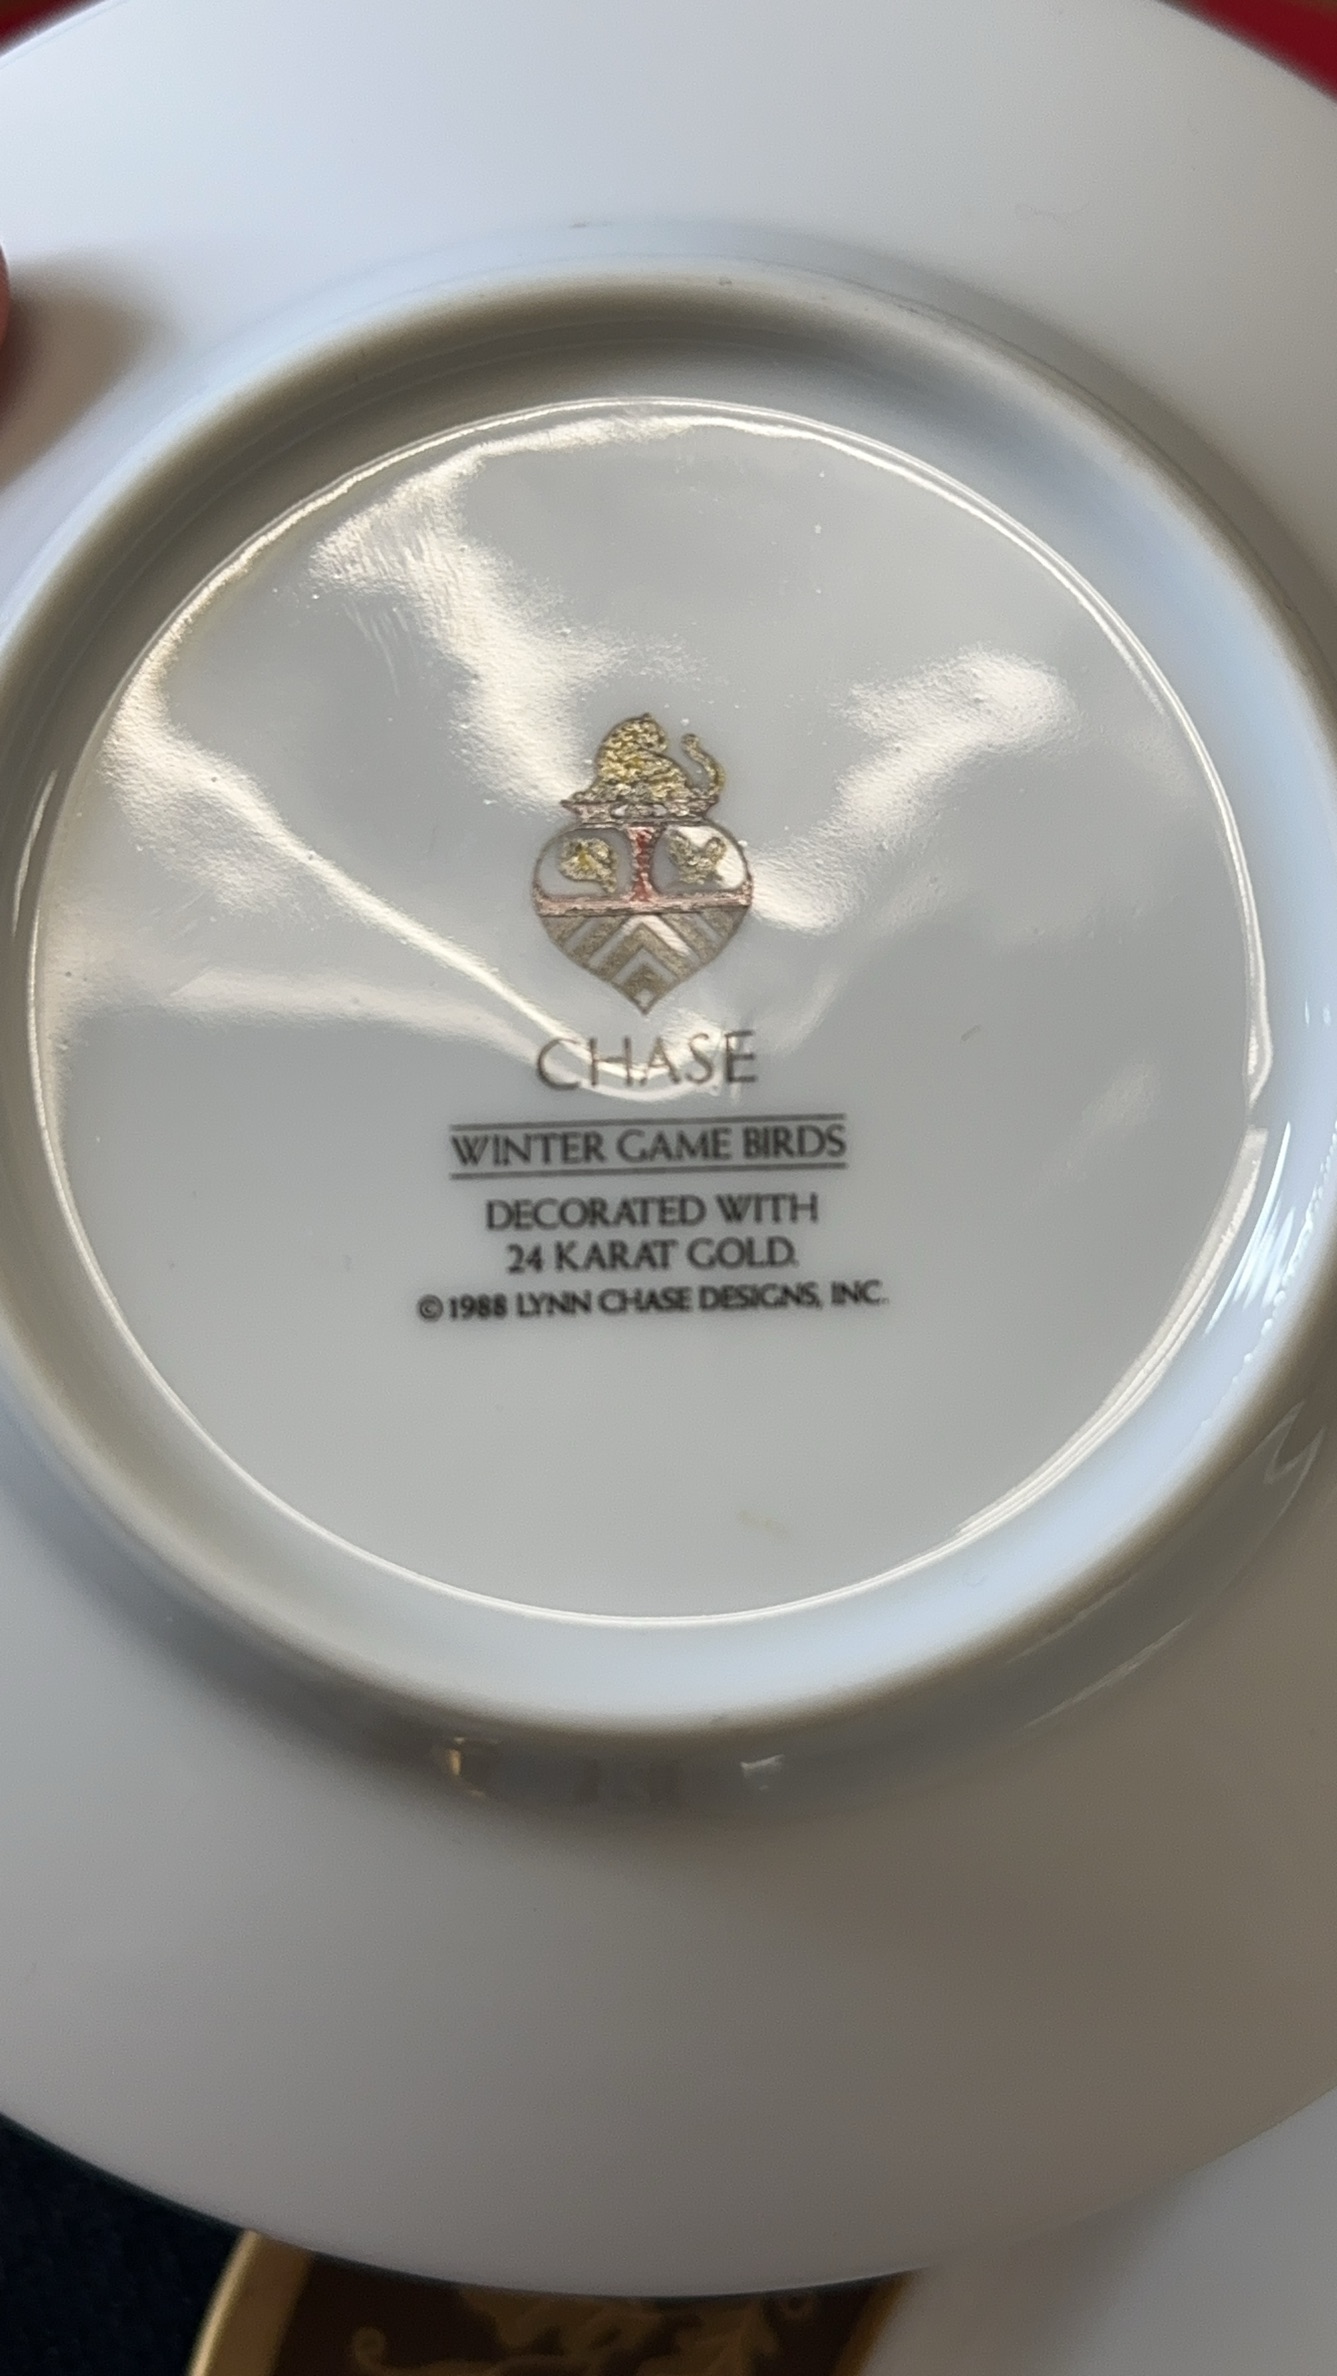 CHASE
WINTER GAME BIRDS
DECORATED WITH
24 KARAT GOLD.
©1988 LYNN CHASE DESIGNS, INC.